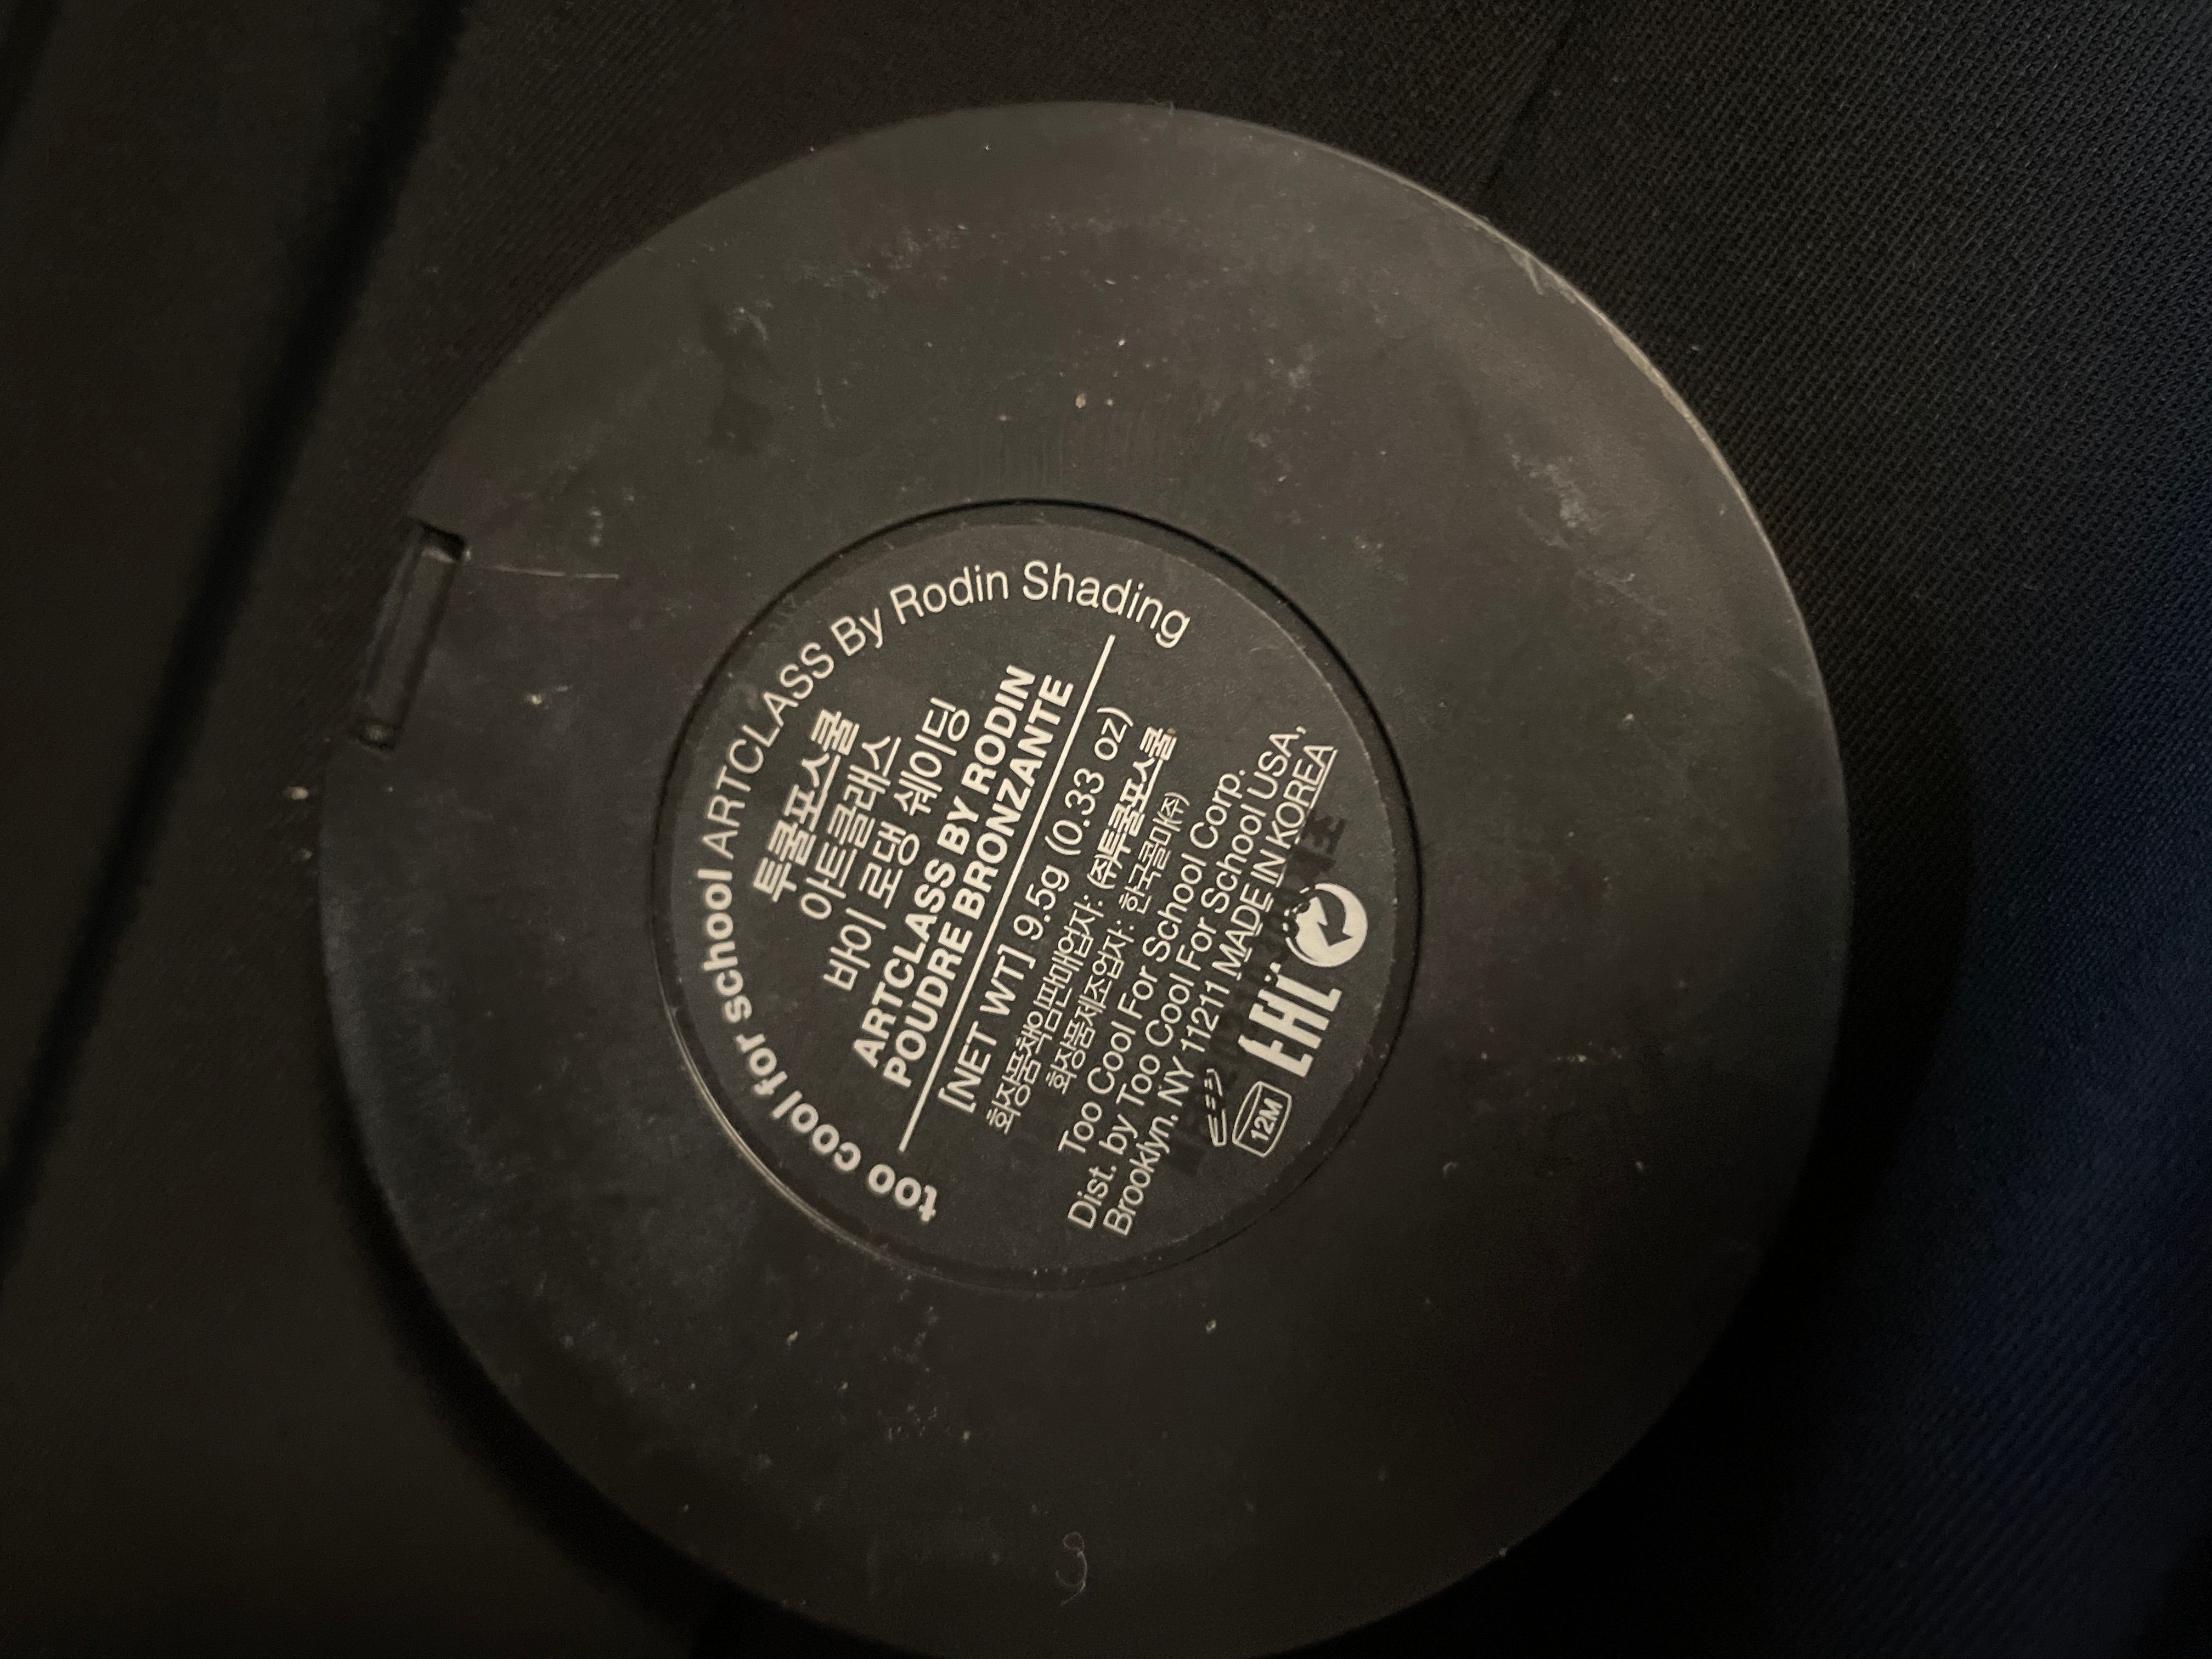 too cool for school ARTCLASS By Rodin Shading
투쿨포스쿨
아트클래스
바이 로댕 쉐이딩
ARTCLASS BY RODIN
POUDRE BRONZANTE
[NET WT] 9.5g (0.33 oz)
화장품책임판매업자: (주)투쿨포스쿨
화장품제조업자: 한국콜마(주)
Too Cool For School Corp.
Dist. by Too Cool For School USA,
Brooklyn, NY 11211 MADE IN KOREA
12M EAC